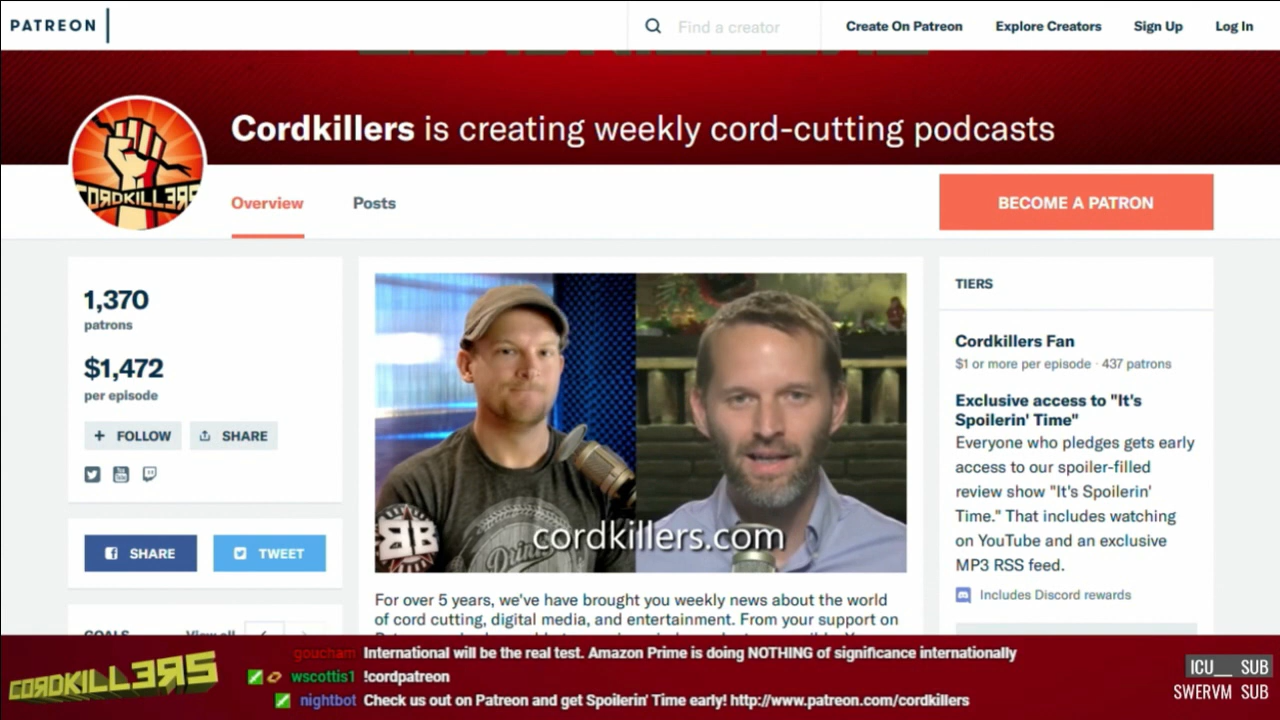 PATREON
Find a creator
Create On Patreon
Explore Creators
Sign Up
Log In
Cordkillers is creating weekly cord-cutting podcasts
CORDKILLERS
Overview
Posts
BECOME A PATRON
1,370
patrons
$1,472
per episode
+ FOLLOW
SHARE
SHARE
TWEET
GOALS
View all
BB
cordkillers.com
For over 5 years, we've have brought you weekly news about the world
of cord cutting, digital media, and entertainment. From your support on
TIERS
Cordkillers Fan
$1 or more per episode · 437 patrons
Exclusive access to "It's
Spoilerin' Time"
Everyone who pledges gets early
access to our spoiler-filled
review show "It's Spoilerin'
Time." That includes watching
on YouTube and an exclusive
MP3 RSS feed.
Includes Discord rewards
CORDKILLERS
goucham International will be the real test. Amazon Prime is doing NOTHING of significance internationally
wscottis1 !cordpatreon
nightbot Check us out on Patreon and get Spoilerin' Time early! http://www.patreon.com/cordkillers
ICU__ SUB
SWERVM SUB